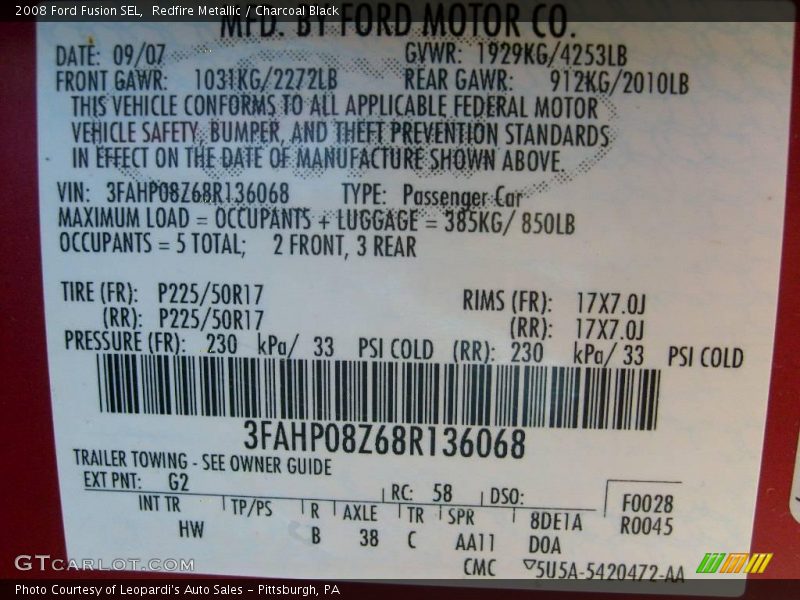 2008 Ford Fusion SEL,  Redfire Metallic / Charcoal Black
MFD. BY FORD MOTOR CO.
DATE: 09/07 GVWR: 1929KG/4253LB
FRONT GAWR: 1031KG/2272LB REAR GAWR: 912KG/2010LB
THIS VEHICLE CONFORMS TO ALL APPLICABLE FEDERAL MOTOR
VEHICLE SAFETY, BUMPER, AND THEFT PREVENTION STANDARDS
IN EFFECT ON THE DATE OF MANUFACTURE SHOWN ABOVE.
VIN: 3FAHP08Z68R136068 TYPE: Passenger Car
MAXIMUM LOAD = OCCUPANTS + LUGGAGE = 385KG/ 850LB
OCCUPANTS = 5 TOTAL; 2 FRONT, 3 REAR
TIRE (FR): P225/50R17 RIMS (FR): 17X7.0J
(RR): P225/50R17 (RR): 17X7.0J
PRESSURE (FR): 230 kPa/ 33 PSI COLD (RR): 230 kPa/ 33 PSI COLD
3FAHP08Z68R136068
TRAILER TOWING - SEE OWNER GUIDE
EXT PNT: G2 RC: 58 DSO: F0028
INT TR TP/PS R AXLE TR SPR 8DE1A R0045
HW B 38 C AA11 D0A
CMC 5U5A-5420472-AA
GTCARLOT.COM
Photo Courtesy of Leopardi's Auto Sales - Pittsburgh, PA